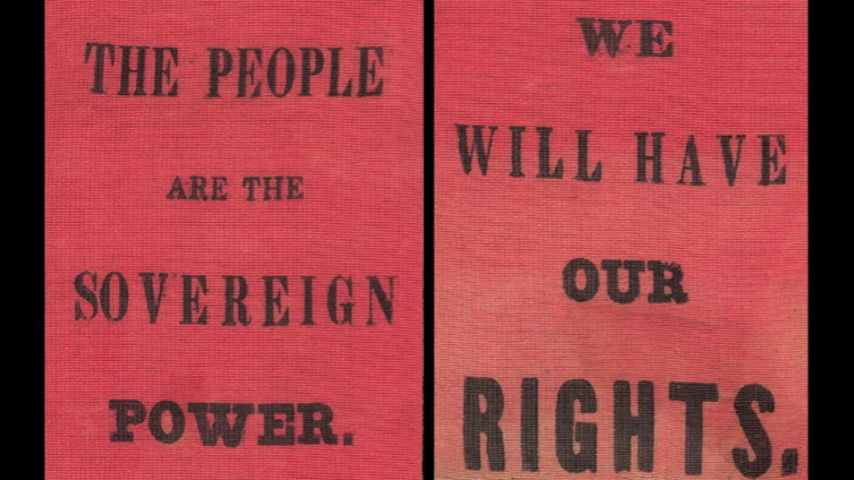 THE PEOPLE
ARE THE
SOVEREIGN
POWER.
WE
WILL HAVE
OUR
RIGHTS.